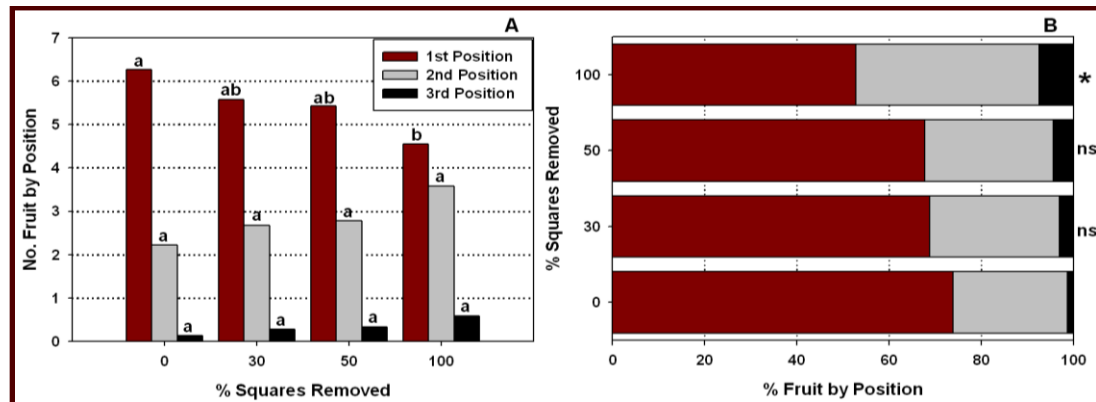 A
7
6
5
4
3
2
1
0
No. Fruit by Position
1st Position
2nd Position
3rd Position
a
a
a
ab
a
a
ab
a
a
b
a
a
0 30 50 100
% Squares Removed
B
100
50
30
0
% Squares Removed
*
ns
ns
0 20 40 60 80 100
% Fruit by Position